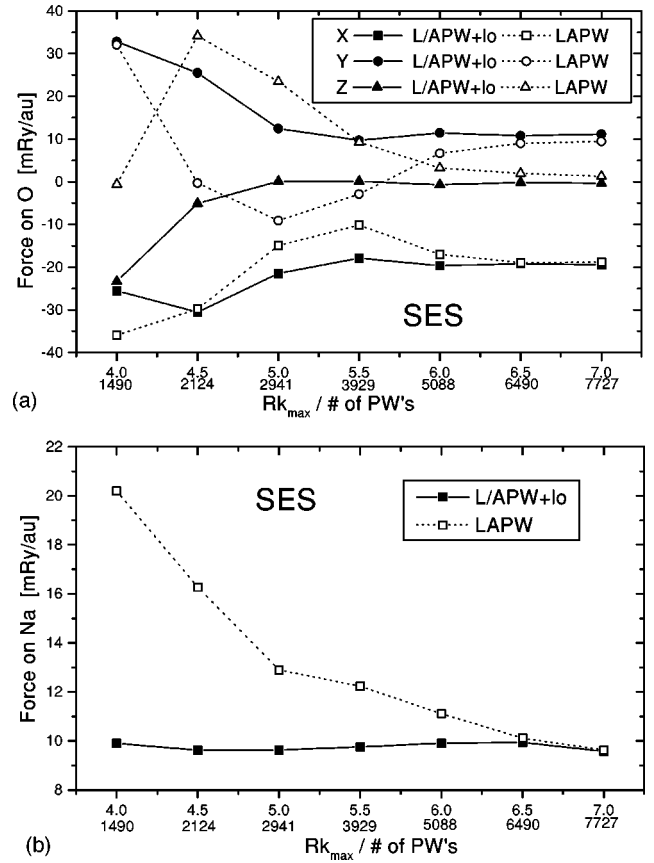 40
30
20
10
0
-10
-20
-30
-40
Force on O [mRy/au]
X L/APW+lo LAPW
Y L/APW+lo LAPW
Z L/APW+lo LAPW
SES
4.0 4.5 5.0 5.5 6.0 6.5 7.0
1490 2124 2941 3929 5088 6490 7727
(a)
Rkmax / # of PW's
22
20
18
16
14
12
10
8
Force on Na [mRy/au]
SES
L/APW+lo
LAPW
4.0 4.5 5.0 5.5 6.0 6.5 7.0
1490 2124 2941 3929 5088 6490 7727
(b)
Rkmax / # of PW's